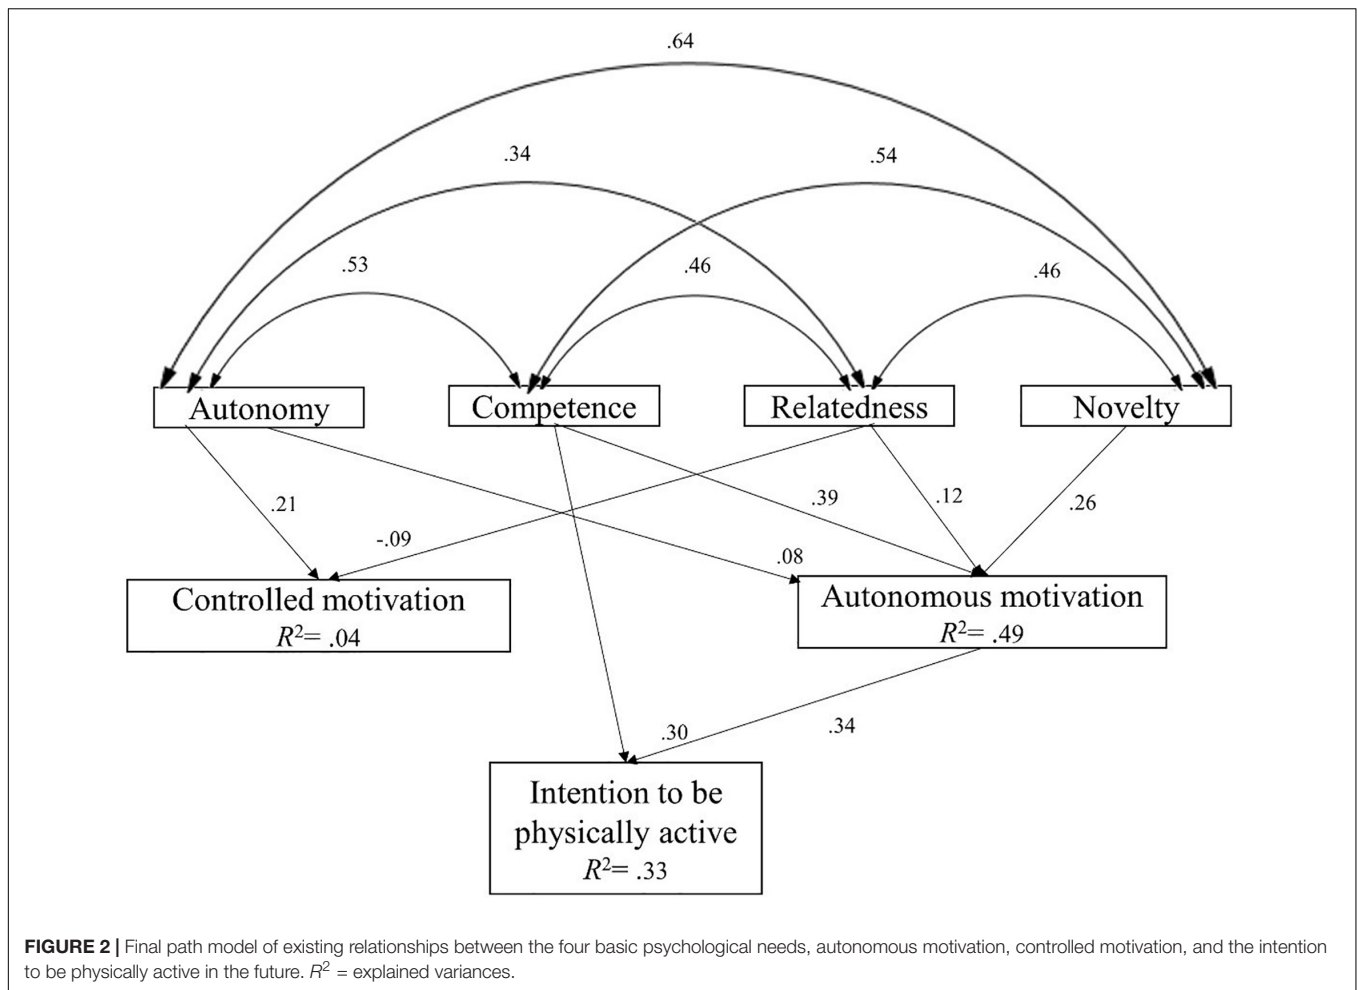 .64
.34
.54
.53
.46
.46
Autonomy
Competence
Relatedness
Novelty
.21
-.09
.39
.12
.26
.08
Controlled motivation
R²= .04
Autonomous motivation
R²= .49
.30
.34
Intention to be
physically active
R²= .33
FIGURE 2 | Final path model of existing relationships between the four basic psychological needs, autonomous motivation, controlled motivation, and the intention
to be physically active in the future. R² = explained variances.